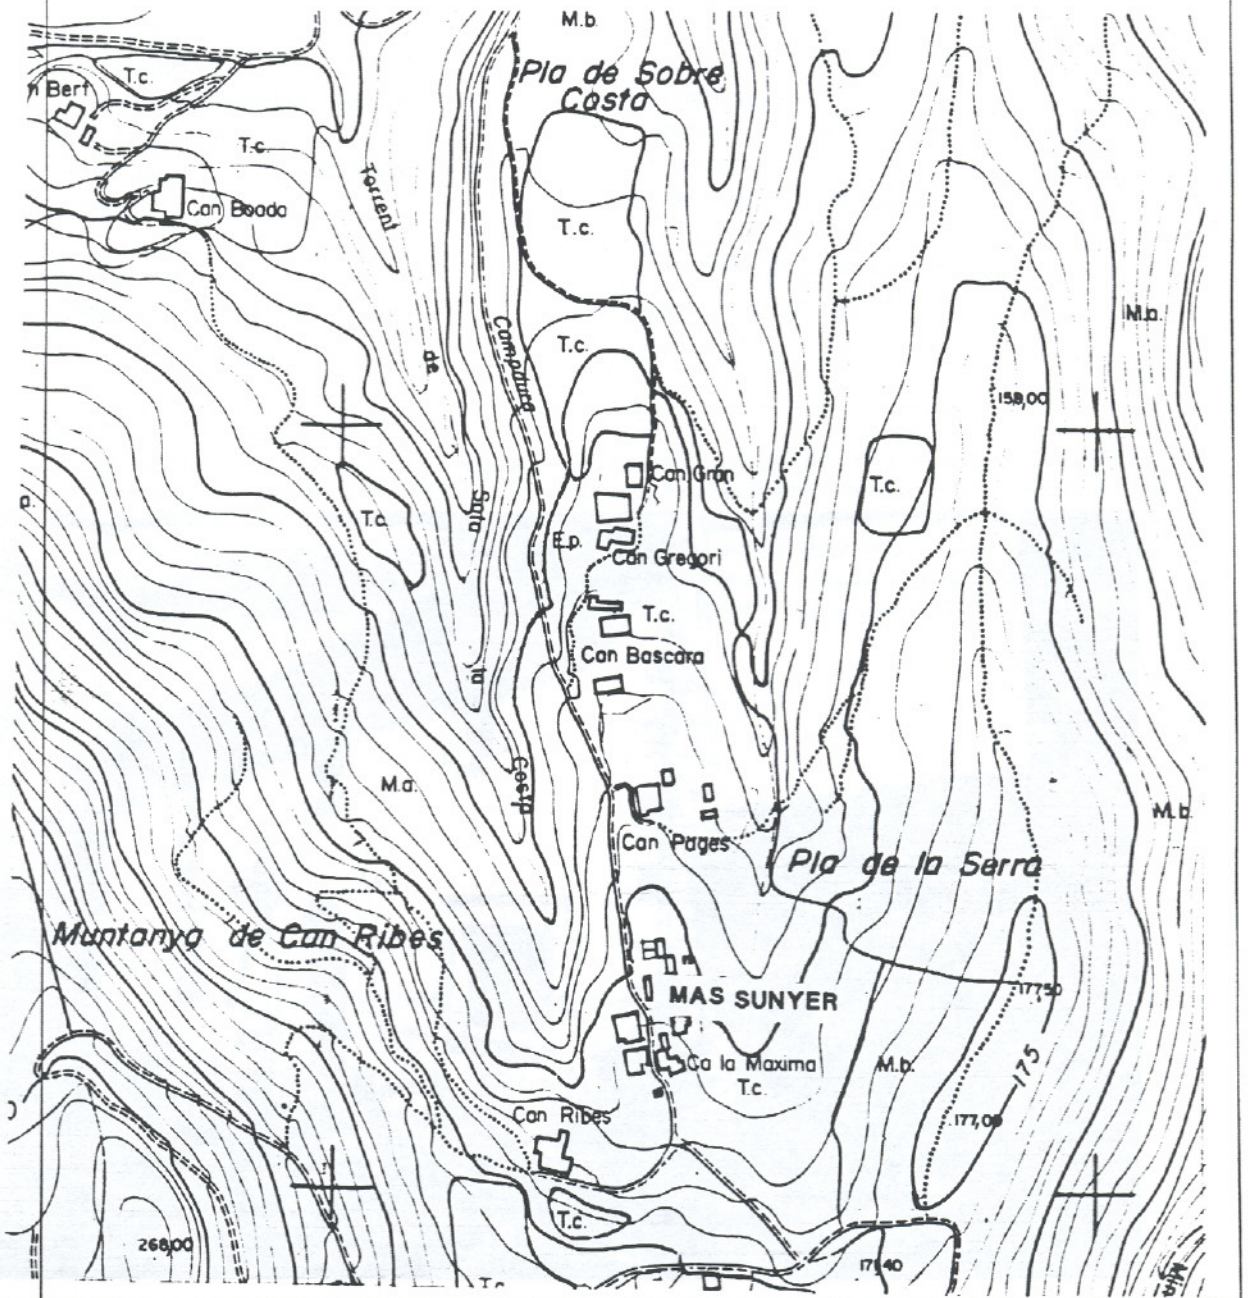 M.b.
Pla de Sobre
Costa
T.c.
n Bert
T.c.
Can Boada
Torrent
de
Sota
la
Costa
T.c.
M.a.
T.c.
158,00
Can Gran
T.c.
T.c.
E.p.
Can Gregori
T.c.
Can Bascara
M.a.
M.b.
Can Pages
Pla de la Serra
Muntanya de Can Ribes
177,50
MAS SUNYER
Ca la Maxima
T.c.
M.b.
175
Can Ribes
177,00
T.c.
268,00
171,40
T.c.